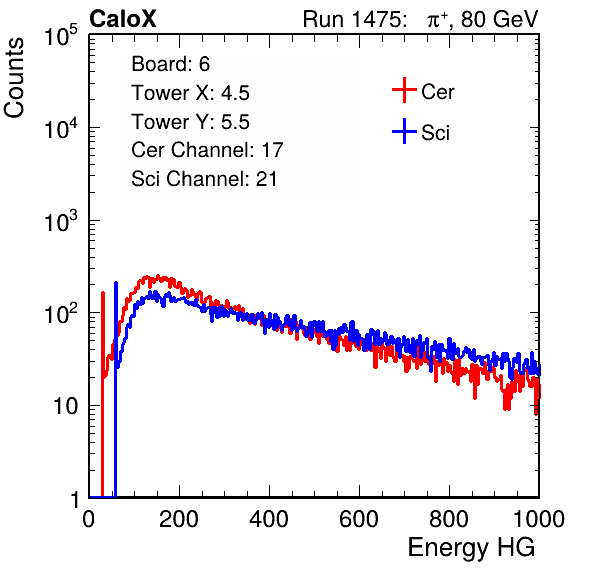 CaloX Run 1475: π⁺, 80 GeV
Counts
10⁵
10⁴
10³
10²
10
1
Board: 6
Tower X: 4.5
Tower Y: 5.5
Cer Channel: 17
Sci Channel: 21
Cer
Sci
0 200 400 600 800 1000
Energy HG